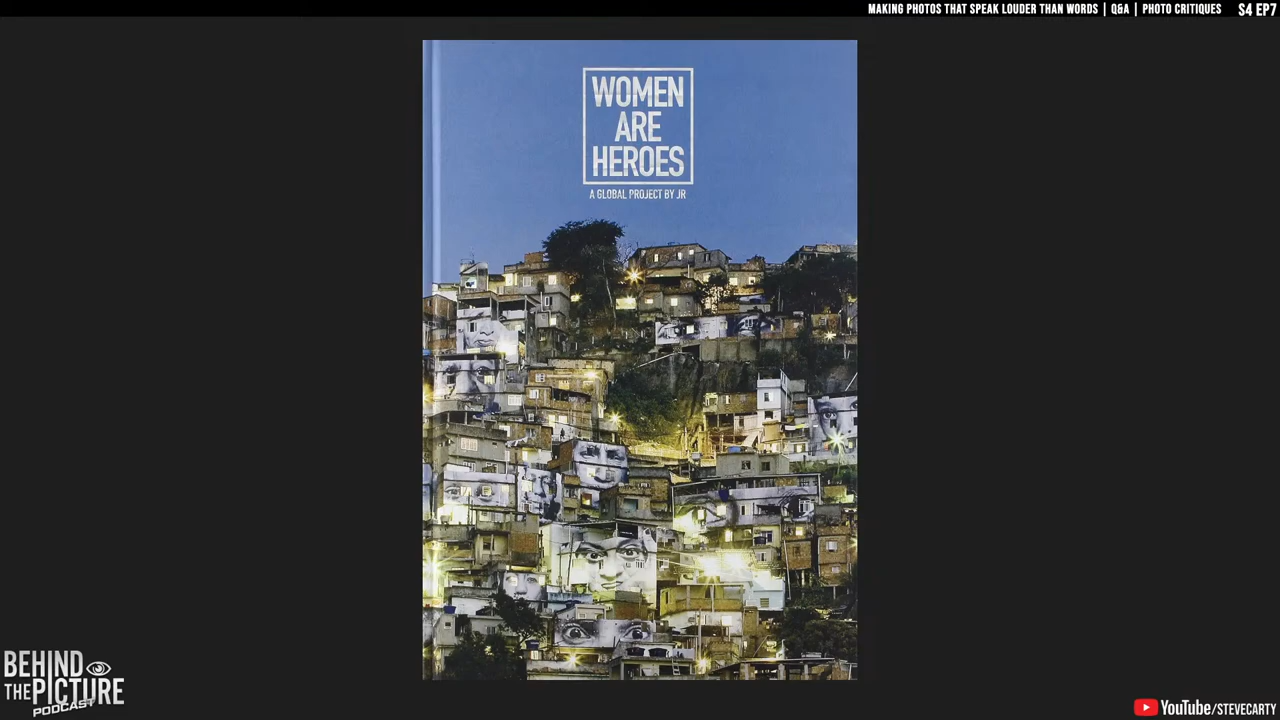 MAKING PHOTOS THAT SPEAK LOUDER THAN WORDS | Q&A | PHOTO CRITIQUES S4 EP7
WOMEN
ARE
HEROES
A GLOBAL PROJECT BY JR
BEHIND
THE PICTURE
PODCAST
YouTube/STEVECARTY